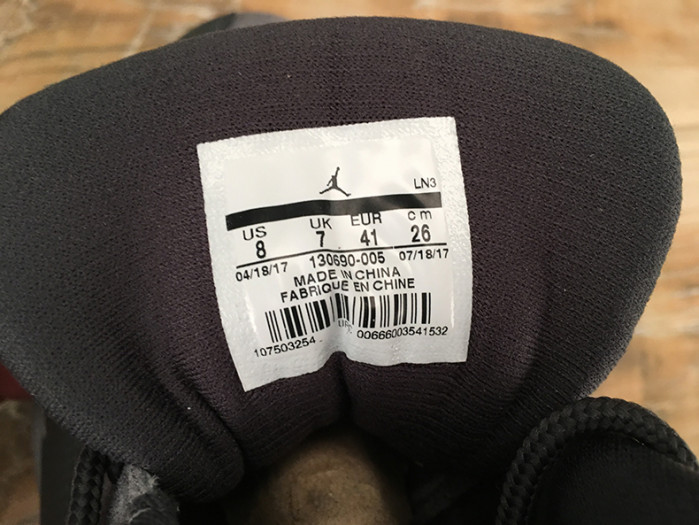 LN3
US UK EUR cm
8 7 41 26
04/18/17 130690-005 07/18/17
MADE IN CHINA
FABRIQUE EN CHINE
107503254 00666003541532